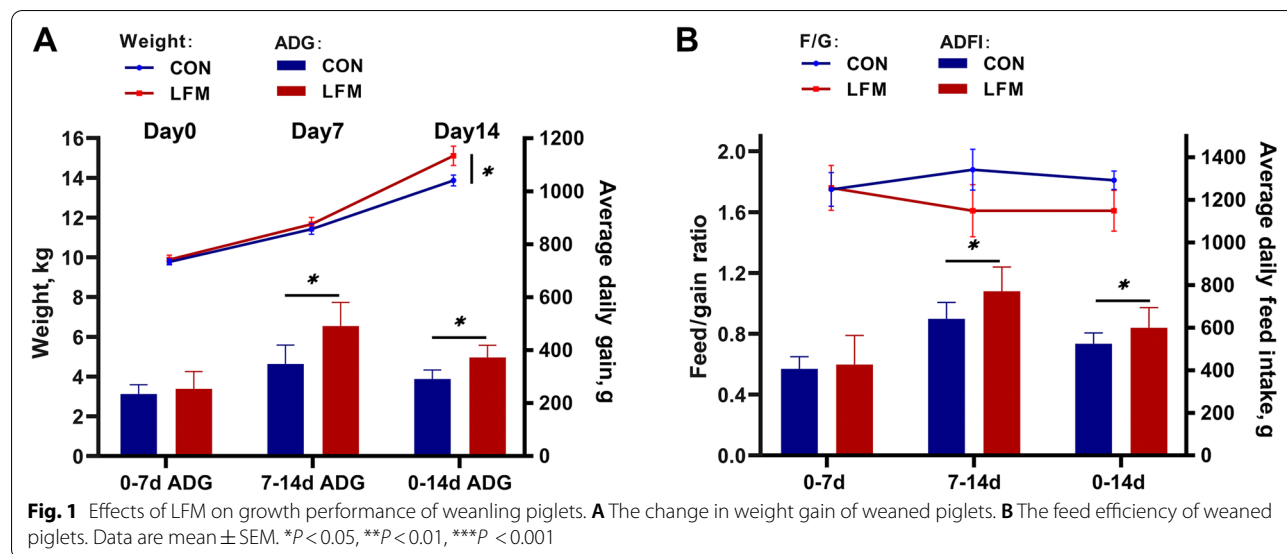 A
Weight:
ADG:
CON
CON
LFM
LFM
Day0
Day7
Day14
16
14
12
10
8
6
4
2
0
Weight, kg
1200
1000
800
600
400
200
0
Average daily gain, g
*
*
*
0-7d ADG
7-14d ADG
0-14d ADG
B
F/G:
ADFI:
CON
CON
LFM
LFM
2.0
1.6
1.2
0.8
0.4
0.0
Feed/gain ratio
1400
1200
1000
800
600
400
200
0
Average daily feed intake, g
*
*
0-7d
7-14d
0-14d
Fig. 1 Effects of LFM on growth performance of weanling piglets. A The change in weight gain of weaned piglets. B The feed efficiency of weaned
piglets. Data are mean ± SEM. *P < 0.05, **P < 0.01, ***P < 0.001